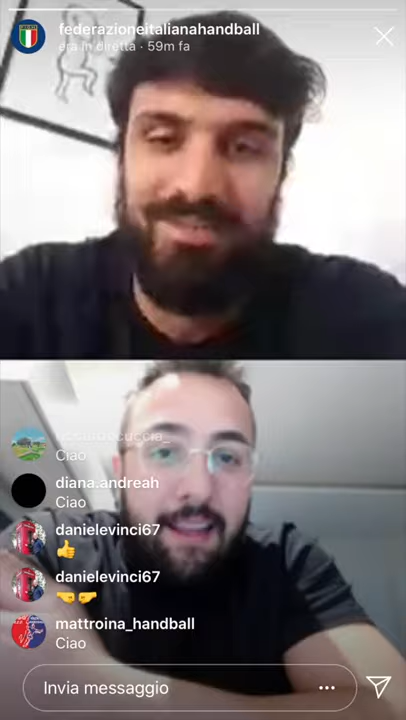 federazioneitalianahandball
era in diretta · 59m fa
Ciao
diana.andreah
Ciao
danielevinci67
👍
danielevinci67
🤜🤛
mattroina_handball
Ciao
Invia messaggio